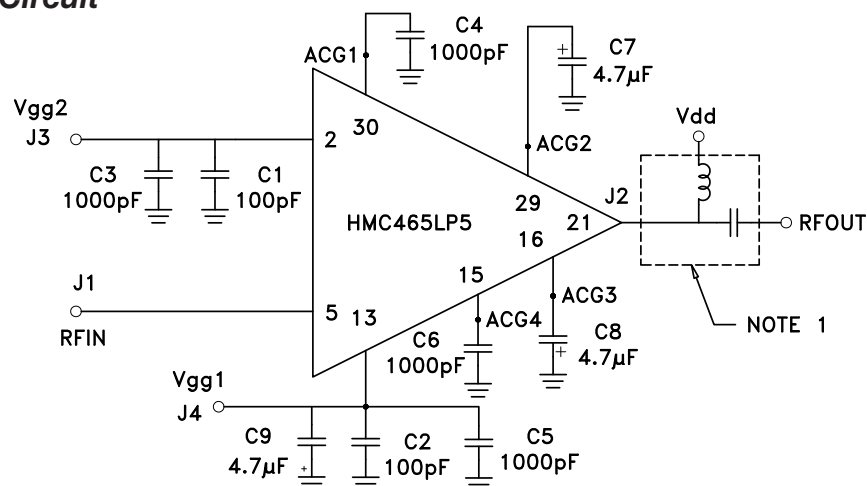 Circuit
C4
1000pF
ACG1
+
C7
4.7µF
Vgg2
J3
C3
1000pF
C1
100pF
2
30
ACG2
Vdd
HMC465LP5
29
16
21
J2
RFOUT
J1
RFIN
5
13
15
ACG4
ACG3
C6
1000pF
C8
+
4.7µF
NOTE 1
Vgg1
J4
C9
4.7µF
+
C2
100pF
C5
1000pF